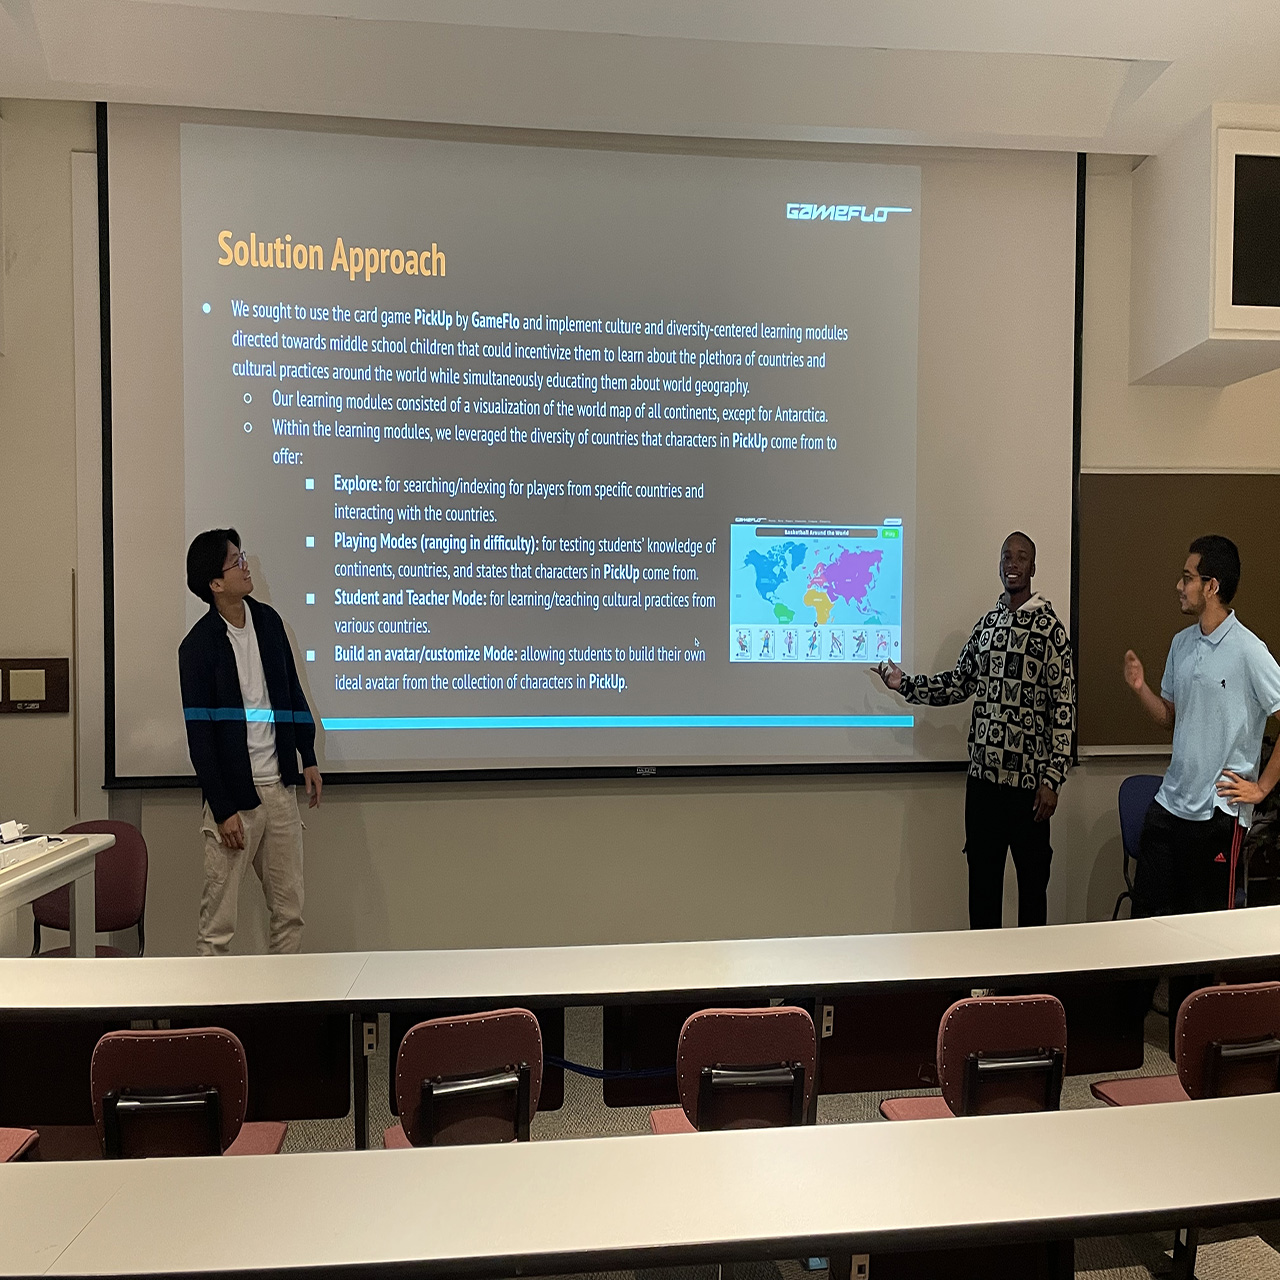 GAMEFLO
Solution Approach
We sought to use the card game PickUp by GameFlo and implement culture and diversity-centered learning modules
directed towards middle school children that could incentivize them to learn about the plethora of countries and
cultural practices around the world while simultaneously educating them about world geography.
Our learning modules consisted of a visualization of the world map of all continents, except for Antarctica.
Within the learning modules, we leveraged the diversity of countries that characters in PickUp come from to
offer:
Explore: for searching/indexing for players from specific countries and
interacting with the countries.
Playing Modes (ranging in difficulty): for testing students' knowledge of
continents, countries, and states that characters in PickUp come from.
Student and Teacher Mode: for learning/teaching cultural practices from
various countries.
Build an avatar/customize Mode: allowing students to build their own
ideal avatar from the collection of characters in PickUp.
GAMEFLO
Basketball Around the World